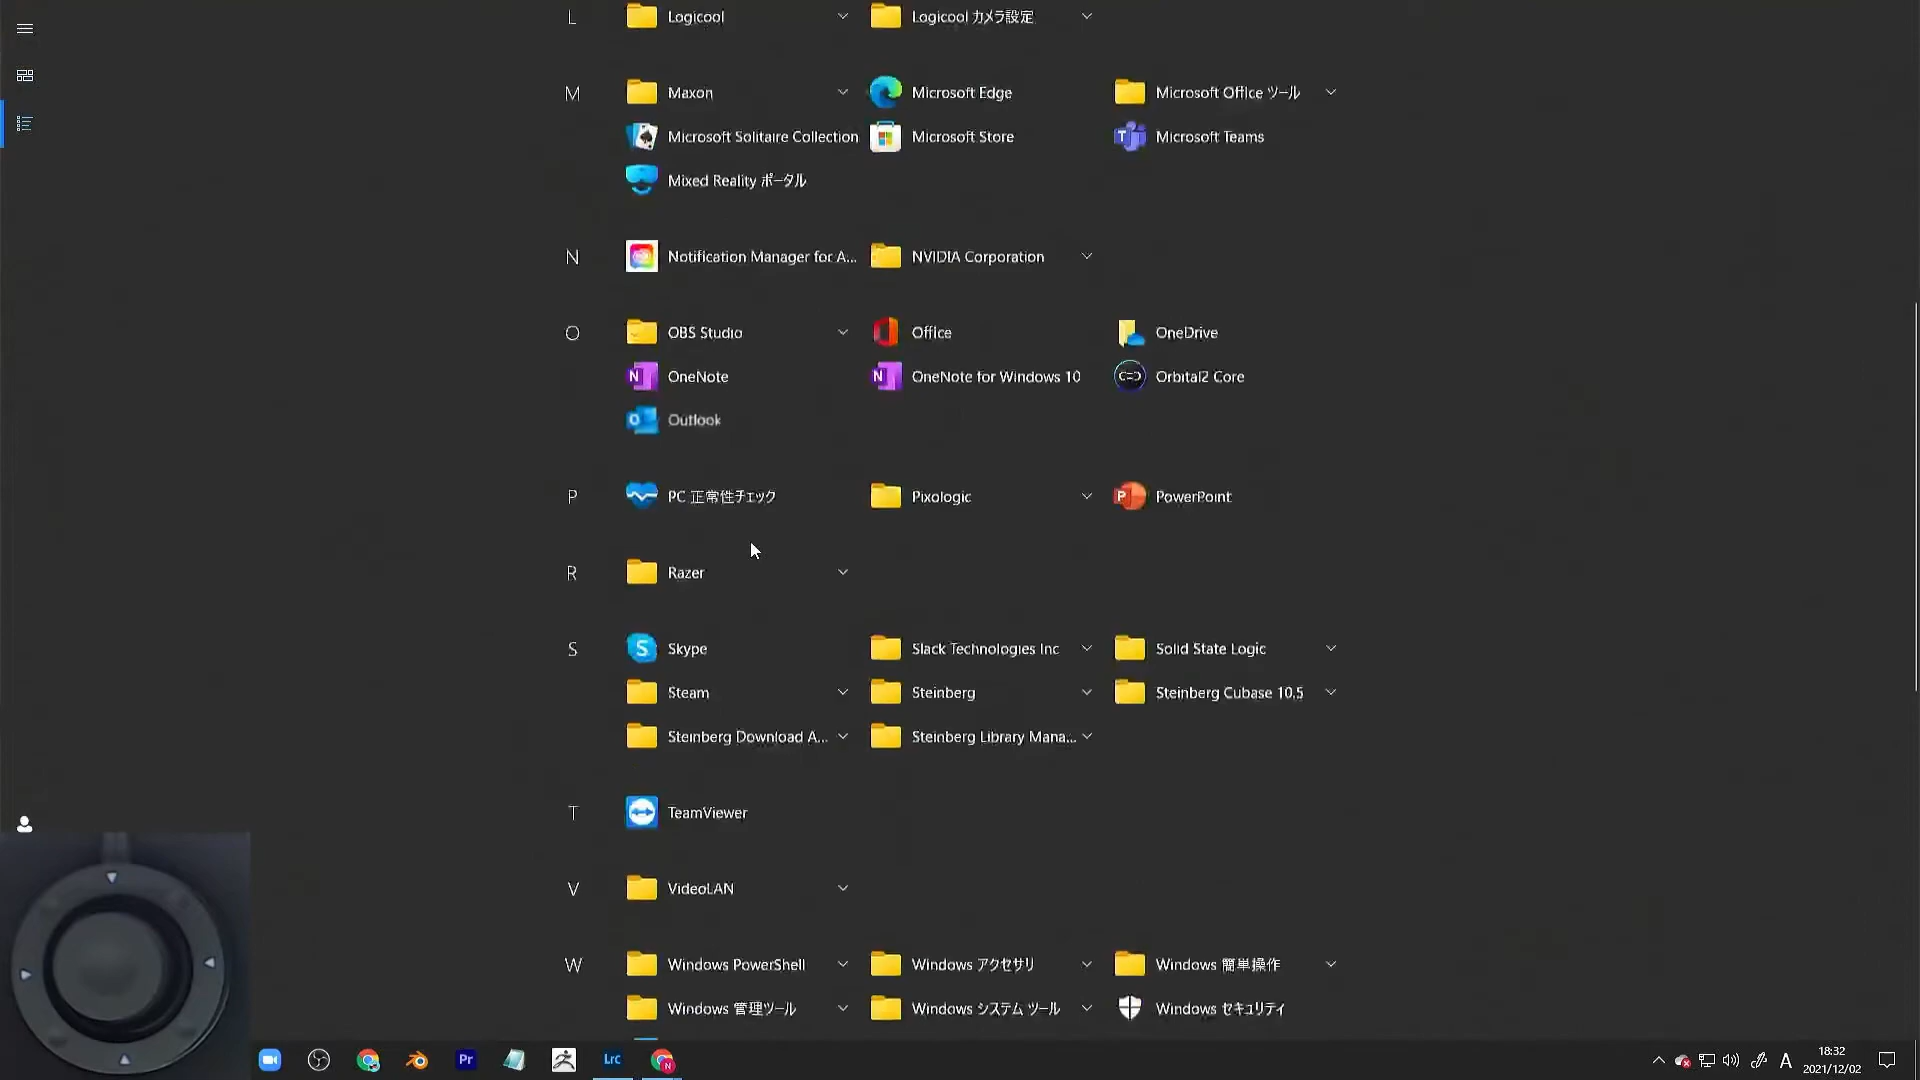 L
Logicool
Logicool カメラ設定
M
Maxon
Microsoft Edge
Microsoft Office ツール
Microsoft Solitaire Collection
Microsoft Store
Microsoft Teams
Mixed Reality ポータル
N
Notification Manager for A...
NVIDIA Corporation
O
OBS Studio
Office
OneDrive
OneNote
OneNote for Windows 10
Orbital2 Core
Outlook
P
PC 正常性チェック
Pixologic
PowerPoint
R
Razer
S
Skype
Slack Technologies Inc
Solid State Logic
Steam
Steinberg
Steinberg Cubase 10.5
Steinberg Download A...
Steinberg Library Mana...
T
TeamViewer
V
VideoLAN
W
Windows PowerShell
Windows アクセサリ
Windows 簡単操作
Windows 管理ツール
Windows システム ツール
Windows セキュリティ
Pr
Lrc
N
A
18:32
2021/12/02